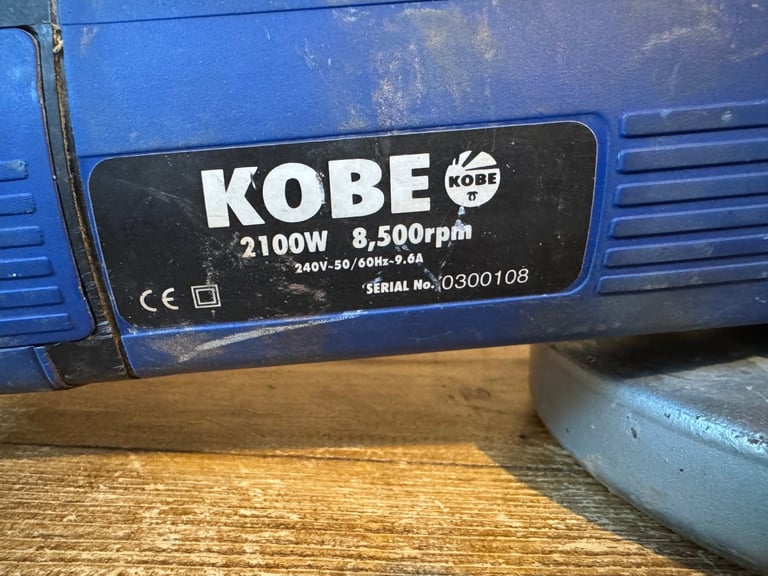 KOBE
KOBE
2100W 8,500rpm
240V~50/60Hz~9.6A
SERIAL No. 0300108
CE